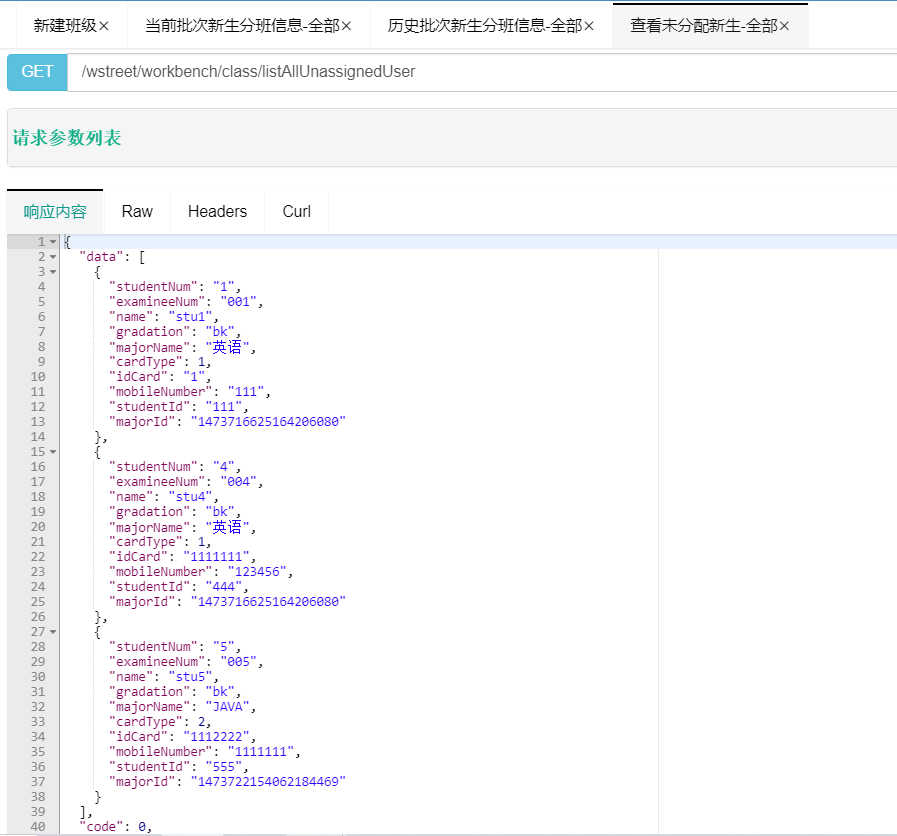 新建班级× 当前批次新生分班信息-全部× 历史批次新生分班信息-全部× 查看未分配新生-全部×
GET /wstreet/workbench/class/listAllUnassignedUser
请求参数列表
响应内容 Raw Headers Curl
1 {
2 "data": [
3 {
4 "studentNum": "1",
5 "examineeNum": "001",
6 "name": "stu1",
7 "gradation": "bk",
8 "majorName": "英语",
9 "cardType": 1,
10 "idCard": "1",
11 "mobileNumber": "111",
12 "studentId": "111",
13 "majorId": "1473716625164206080"
14 },
15 {
16 "studentNum": "4",
17 "examineeNum": "004",
18 "name": "stu4",
19 "gradation": "bk",
20 "majorName": "英语",
21 "cardType": 1,
22 "idCard": "1111111",
23 "mobileNumber": "123456",
24 "studentId": "444",
25 "majorId": "1473716625164206080"
26 },
27 {
28 "studentNum": "5",
29 "examineeNum": "005",
30 "name": "stu5",
31 "gradation": "bk",
32 "majorName": "JAVA",
33 "cardType": 2,
34 "idCard": "1112222",
35 "mobileNumber": "1111111",
36 "studentId": "555",
37 "majorId": "1473722154062184469"
38 }
39 ],
40 "code": 0,